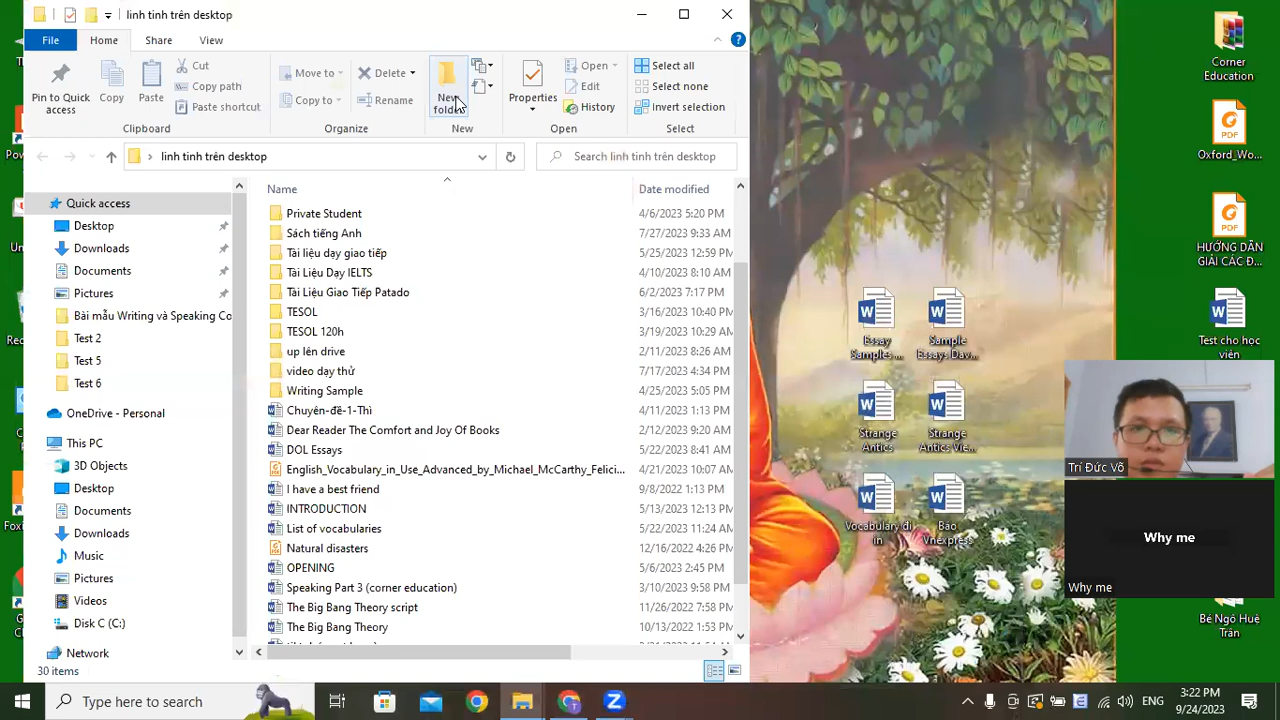 linh tinh trên desktop
File
Home
Share
View
Pin to Quick
access
Copy
Paste
Cut
Copy path
Paste shortcut
Clipboard
Move to
Copy to
Delete
Rename
Organize
New
folder
New
Properties
Open
Edit
History
Open
Select all
Select none
Invert selection
Select
linh tinh trên desktop
Search linh tinh trên desktop
Quick access
Desktop
Downloads
Documents
Pictures
Bài mẫu Writing và Speaking Co
Test 2
Test 5
Test 6
OneDrive - Personal
This PC
3D Objects
Desktop
Documents
Downloads
Music
Pictures
Videos
Disk C (C:)
Network
Name
Date modified
Private Student
4/6/2023 5:20 PM
Sách tiếng Anh
7/27/2023 9:33 AM
Tài liệu dạy giao tiếp
5/25/2023 12:59 PM
Tài Liệu Dạy IELTS
4/10/2023 8:10 AM
Tài Liệu Giao Tiếp Patado
6/2/2023 7:17 PM
TESOL
3/16/2023 10:40 PM
TESOL 120h
3/19/2023 10:29 AM
up lên drive
2/11/2023 8:26 AM
video dạy thử
7/17/2023 4:34 PM
Writing Sample
4/25/2023 5:05 PM
Chuyên-đề-1-Thì
4/11/2023 1:13 PM
Dear Reader The Comfort and Joy Of Books
2/12/2023 9:20 AM
DOL Essays
5/22/2023 8:41 AM
English_Vocabulary_in_Use_Advanced_by_Michael_McCarthy_Felici...
4/21/2023 10:07 AM
I have a best friend
9/8/2022 1:13 PM
INTRODUCTION
5/13/2023 12:13 PM
List of vocabularies
5/22/2023 11:24 AM
Natural disasters
12/16/2022 4:26 PM
OPENING
5/6/2023 2:45 PM
Speaking Part 3 (corner education)
3/10/2023 9:58 PM
The Big Bang Theory script
11/26/2022 7:58 PM
The Big Bang Theory
10/13/2022 1:53 PM
30 items
Essay
Samples ...
Sample
Essays Dav...
Strange
Antics
Strange
Antics Vie...
Vocabulary đi
in
Báo
Vnexpress
Corner
Education
PDF
Oxford_Wo...
PDF
HƯỚNG DẪN
GIẢI CÁC Đ...
Test cho học
viên
Trí Đức Võ
Why me
Why me
Bé Ngô Huệ
Trân
Type here to search
ENG
3:22 PM
9/24/2023